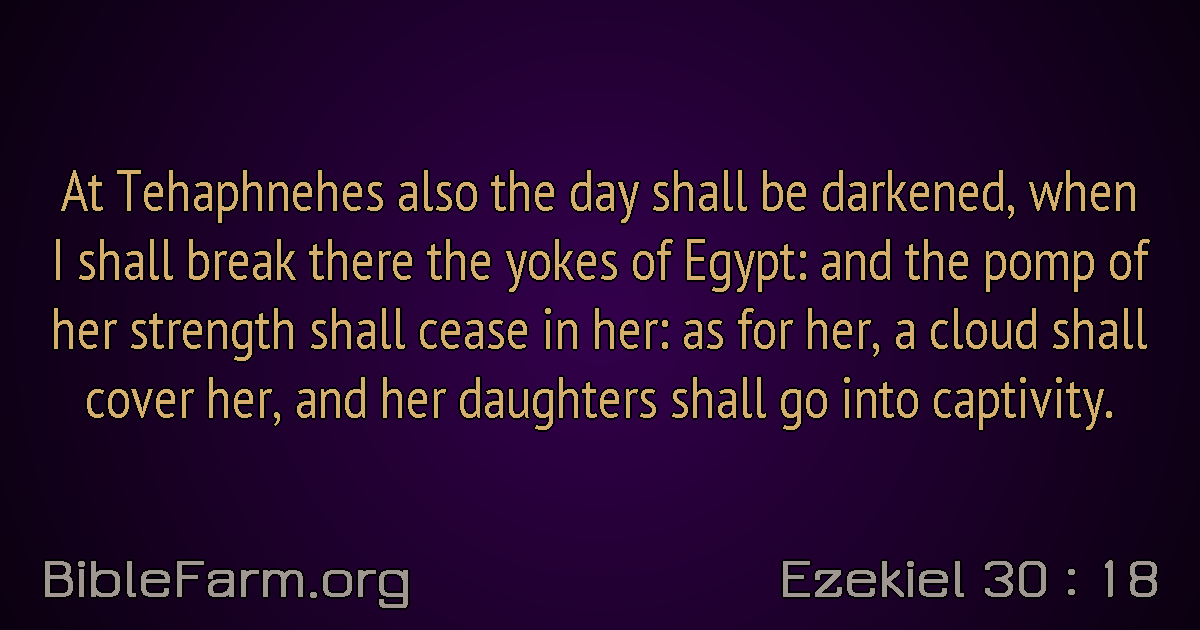 At Tehaphnehes also the day shall be darkened, when
I shall break there the yokes of Egypt: and the pomp of
her strength shall cease in her: as for her, a cloud shall
cover her, and her daughters shall go into captivity.
BibleFarm.org
Ezekiel 30 : 18